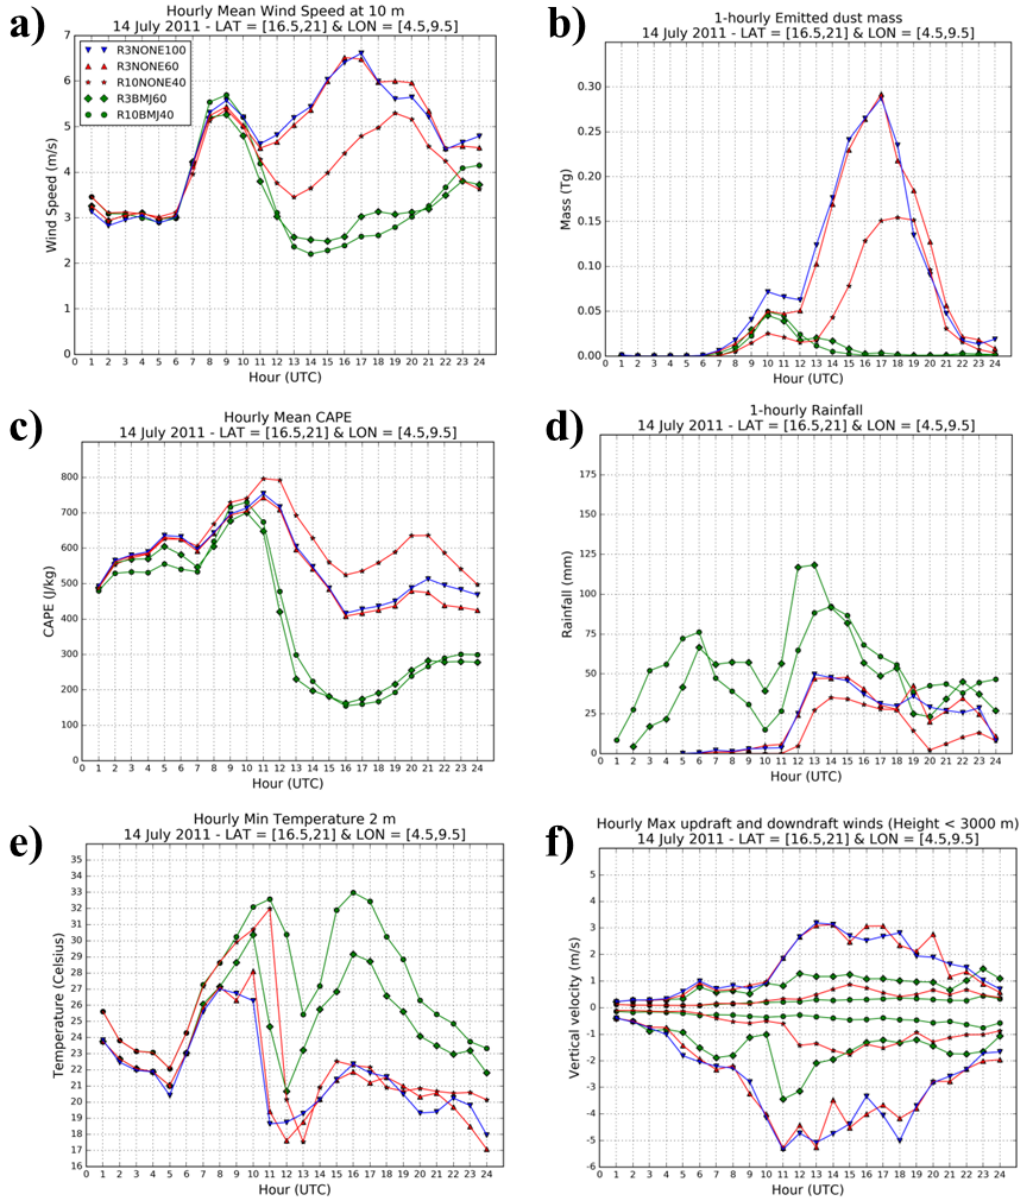 a)
Hourly Mean Wind Speed at 10 m
14 July 2011 - LAT = [16.5,21] & LON = [4.5,9.5]
7
6
5
4
3
2
1
0
Wind Speed (m/s)
R3NONE100
R3NONE60
R10NONE40
R3BMJ60
R10BMJ40
0 1 2 3 4 5 6 7 8 9 10 11 12 13 14 15 16 17 18 19 20 21 22 23 24
Hour (UTC)
b)
1-hourly Emitted dust mass
14 July 2011 - LAT = [16.5,21] & LON = [4.5,9.5]
0.30
0.25
0.20
0.15
0.10
0.05
0.00
Mass (Tg)
0 1 2 3 4 5 6 7 8 9 10 11 12 13 14 15 16 17 18 19 20 21 22 23 24
Hour (UTC)
c)
Hourly Mean CAPE
14 July 2011 - LAT = [16.5,21] & LON = [4.5,9.5]
800
700
600
500
400
300
200
100
0
CAPE (J/kg)
0 1 2 3 4 5 6 7 8 9 10 11 12 13 14 15 16 17 18 19 20 21 22 23 24
Hour (UTC)
d)
1-hourly Rainfall
14 July 2011 - LAT = [16.5,21] & LON = [4.5,9.5]
175
150
125
100
75
50
25
0
Rainfall (mm)
0 1 2 3 4 5 6 7 8 9 10 11 12 13 14 15 16 17 18 19 20 21 22 23 24
Hour (UTC)
e)
Hourly Min Temperature 2 m
14 July 2011 - LAT = [16.5,21] & LON = [4.5,9.5]
35
34
33
32
31
30
29
28
27
26
25
24
23
22
21
20
19
18
17
16
Temperature (Celsius)
0 1 2 3 4 5 6 7 8 9 10 11 12 13 14 15 16 17 18 19 20 21 22 23 24
Hour (UTC)
f)
Hourly Max updraft and downdraft winds (Height < 3000 m)
14 July 2011 - LAT = [16.5,21] & LON = [4.5,9.5]
5
4
3
2
1
0
-1
-2
-3
-4
-5
-6
Vertical velocity (m/s)
0 1 2 3 4 5 6 7 8 9 10 11 12 13 14 15 16 17 18 19 20 21 22 23 24
Hour (UTC)